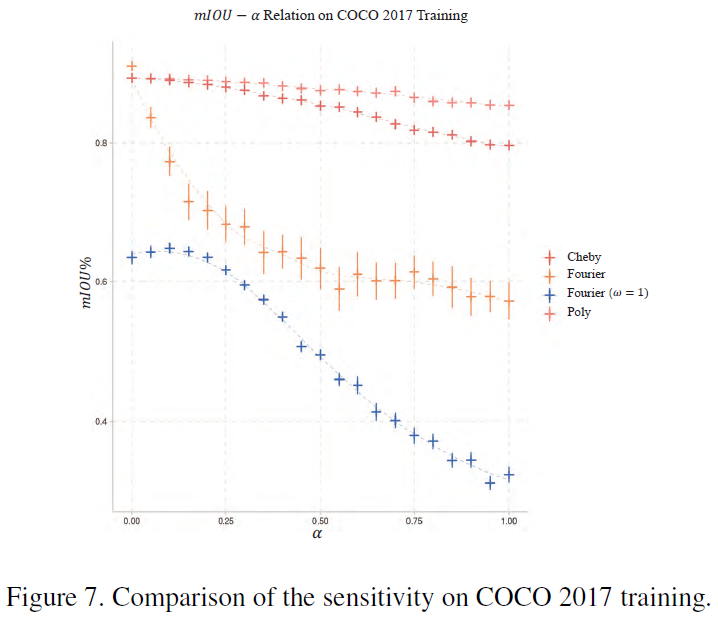 mIOU − α Relation on COCO 2017 Training
0.8
0.6
0.4
mIOU%
0.00 0.25 0.50 0.75 1.00
α
Cheby
Fourier
Fourier (ω = 1)
Poly
Figure 7. Comparison of the sensitivity on COCO 2017 training.